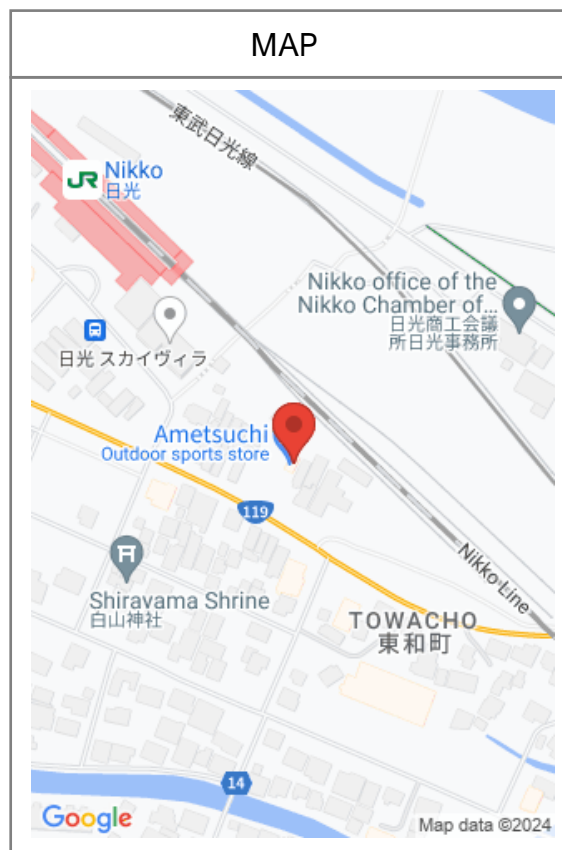 MAP
東武日光線
JR
Nikko
日光
Nikko office of the
Nikko Chamber of...
日光商工会議
所日光事務所
日光 スカイヴィラ
Ametsuchi
Outdoor sports store
119
Nikko Line
Shirayama Shrine
白山神社
TOWACHO
東和町
14
Google
Map data ©2024